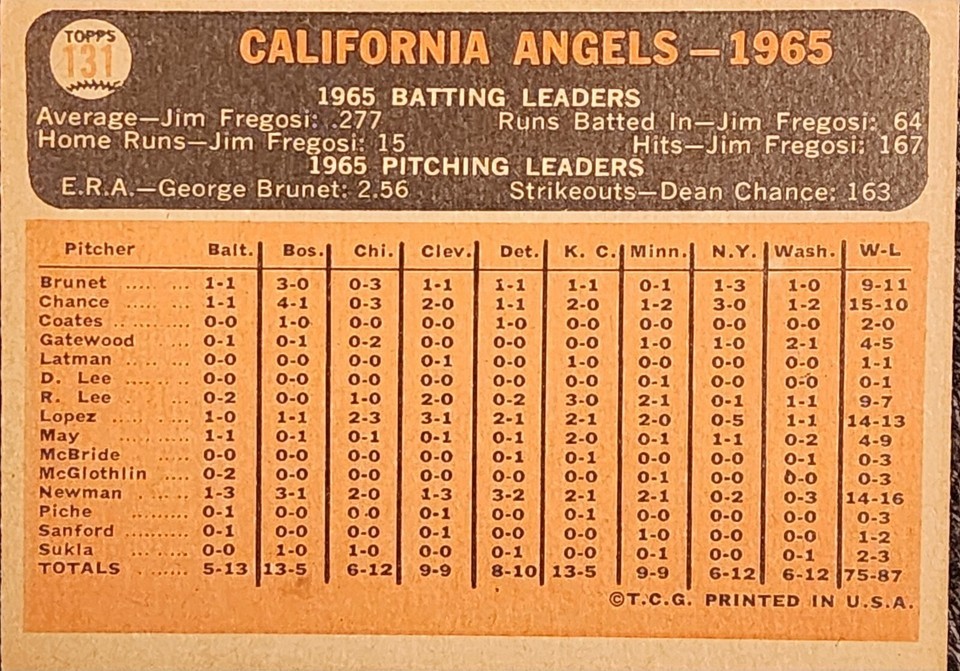 TOPPS
131
CALIFORNIA ANGELS — 1965
1965 BATTING LEADERS
Average—Jim Fregosi: .277 Runs Batted In—Jim Fregosi: 64
Home Runs—Jim Fregosi: 15 Hits—Jim Fregosi: 167
1965 PITCHING LEADERS
E.R.A.—George Brunet: 2.56 Strikeouts—Dean Chance: 163
Pitcher Balt. Bos. Chi. Clev. Det. K. C. Minn. N.Y. Wash. W-L
Brunet ..... ... 1-1 3-0 0-3 1-1 1-1 1-1 0-1 1-3 1-0 9-11
Chance ..... ... 1-1 4-1 0-3 2-0 1-1 2-0 1-2 3-0 1-2 15-10
Coates .. .......... 0-0 1-0 0-0 0-0 1-0 0-0 0-0 0-0 0-0 2-0
Gatewood ..... 0-1 0-1 0-2 0-0 0-0 0-0 1-0 1-0 2-1 4-5
Latman ..... ... 0-0 0-0 0-0 0-1 0-0 1-0 0-0 0-0 0-0 1-1
D. Lee .... .. .. 0-0 0-0 0-0 0-0 0-0 0-0 0-1 0-0 0-0 0-1
R. Lee .... .. .. 0-2 0-0 1-0 2-0 0-2 3-0 2-1 0-1 1-1 9-7
Lopez ..... ..... 1-0 1-1 2-3 3-1 2-1 2-1 2-0 0-5 1-1 14-13
May .......... 1-1 0-1 0-1 0-1 0-1 2-0 0-1 1-1 0-2 4-9
McBride ..... 0-0 0-0 0-0 0-0 0-1 0-1 0-0 0-0 0-1 0-3
McGlothlin .... 0-2 0-0 0-0 0-0 0-0 0-0 0-1 0-0 0-0 0-3
Newman .. ..... 1-3 3-1 2-0 1-3 3-2 2-1 2-1 0-2 0-3 14-16
Piche .......... 0-1 0-0 0-0 0-1 0-0 0-1 0-0 0-0 0-0 0-3
Sanford .......... 0-1 0-0 0-0 0-1 0-0 0-0 1-0 0-0 0-0 1-2
Sukla ... ...... 0-0 1-0 1-0 0-0 0-1 0-0 0-1 0-0 0-1 2-3
TOTALS ........ 5-13 13-5 6-12 9-9 8-10 13-5 9-9 6-12 6-12 75-87
©T.C.G. PRINTED IN U.S.A.